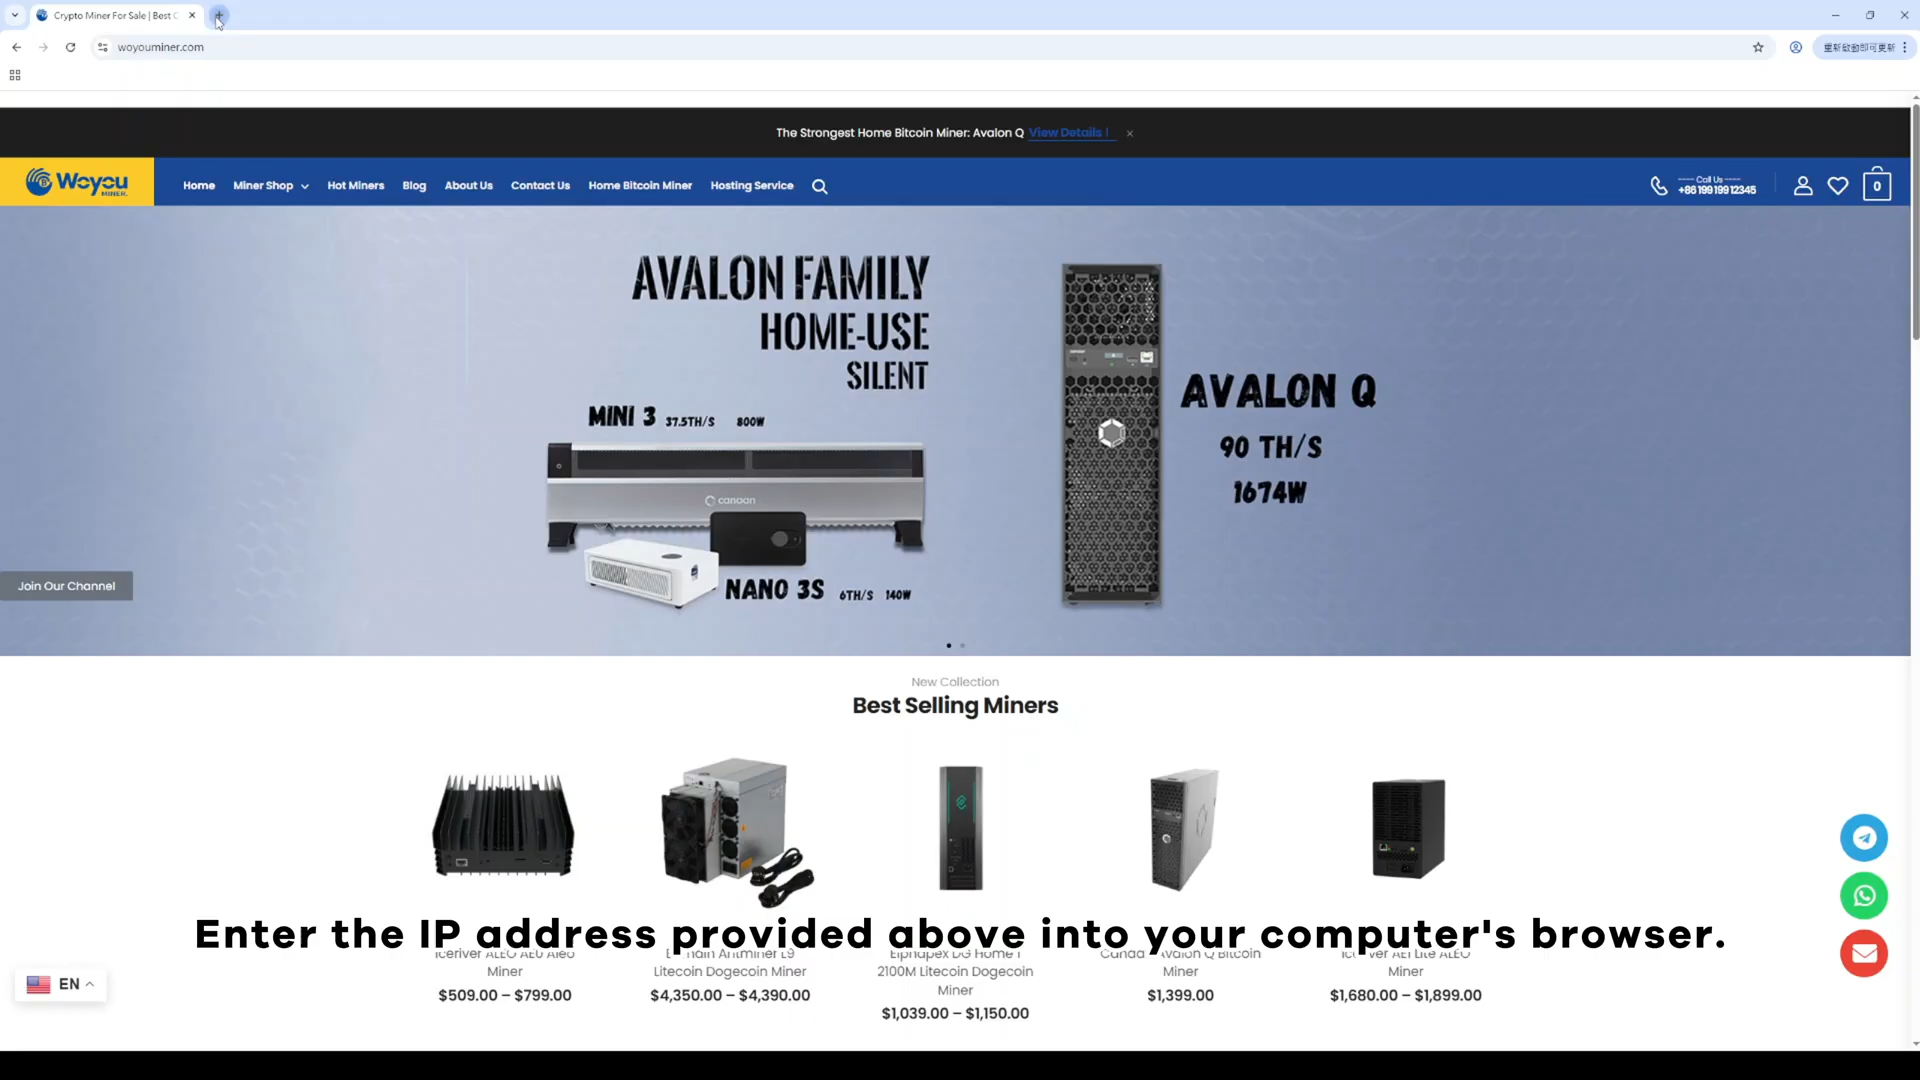 Crypto Miner For Sale | Best C
woyouminer.com
重新啟動即可更新
The Strongest Home Bitcoin Miner: Avalon Q View Details !
Woyou
MINER.
Home Miner Shop Hot Miners Blog About Us Contact Us Home Bitcoin Miner Hosting Service
---- Call Us ----
+86 199 199 12345
0
AVALON FAMILY
HOME-USE
SILENT
MINI 3 37.5TH/S 800W
canaan
NANO 3S 6TH/S 140W
AVALON Q
90 TH/S
1674W
Join Our Channel
New Collection
Best Selling Miners
Enter the IP address provided above into your computer's browser.
Iceriver ALEO AE0 Aleo
Miner
$509.00 – $799.00
Antminer L9
Litecoin Dogecoin Miner
$4,350.00 – $4,390.00
Elphapex DG Home 1
2100M Litecoin Dogecoin
Miner
$1,039.00 – $1,150.00
Avalon Q Bitcoin
Miner
$1,399.00
AE1 Lite ALEO
Miner
$1,680.00 – $1,899.00
EN